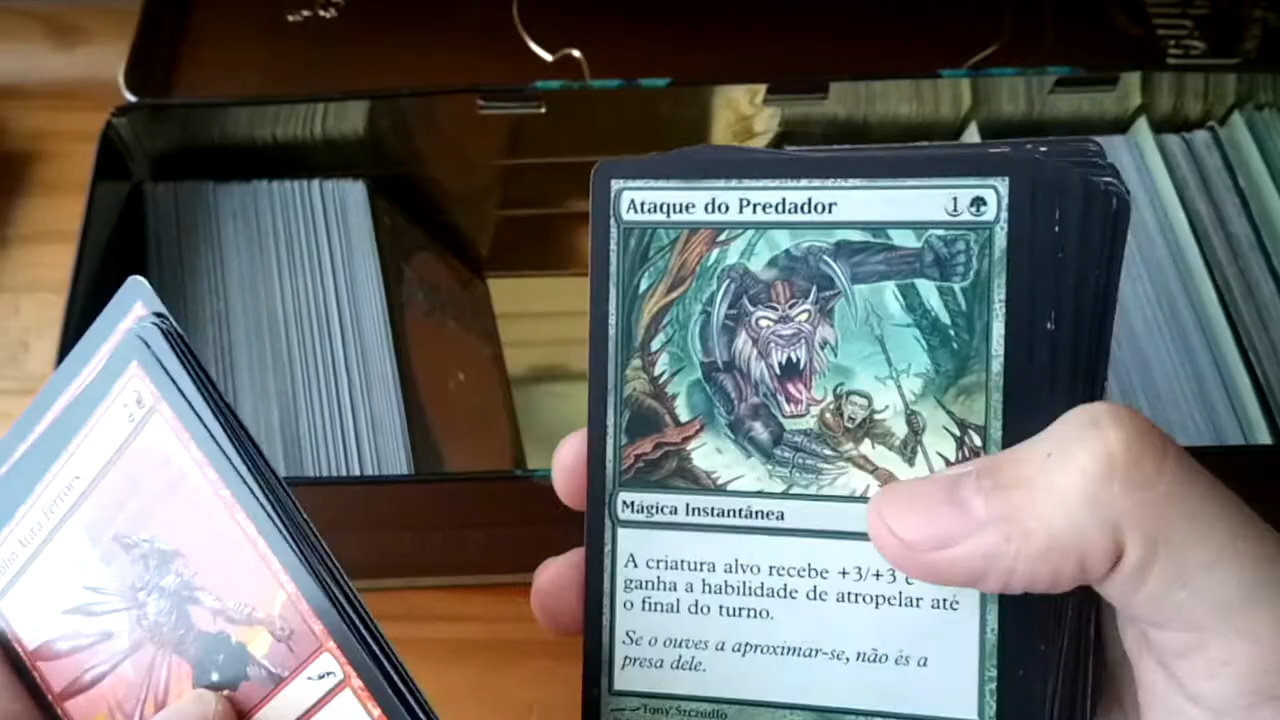 Ataque do Predador
1
Mágica Instantânea
A criatura alvo recebe +3/+3 e
ganha a habilidade de atropelar até
o final do turno.
Se o ouves a aproximar-se, não és a
presa dele.
Tony Szczudlo